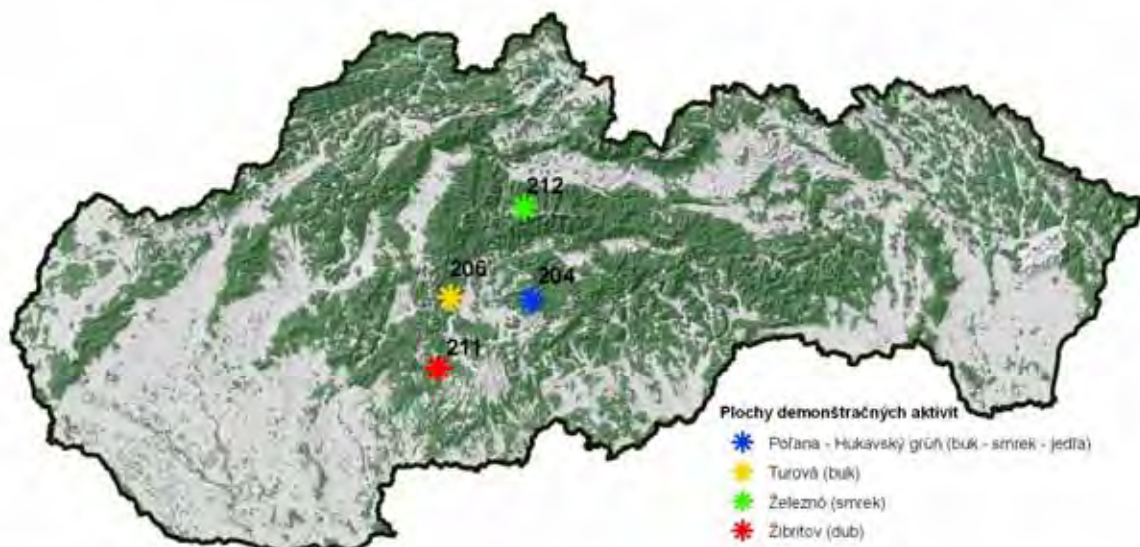 212
206
204
211
Plochy demonštračných aktivít
Poľana - Hukavský grúň (buk - smrek - jedľa)
Turová (buk)
Železnô (smrek)
Žibritov (dub)